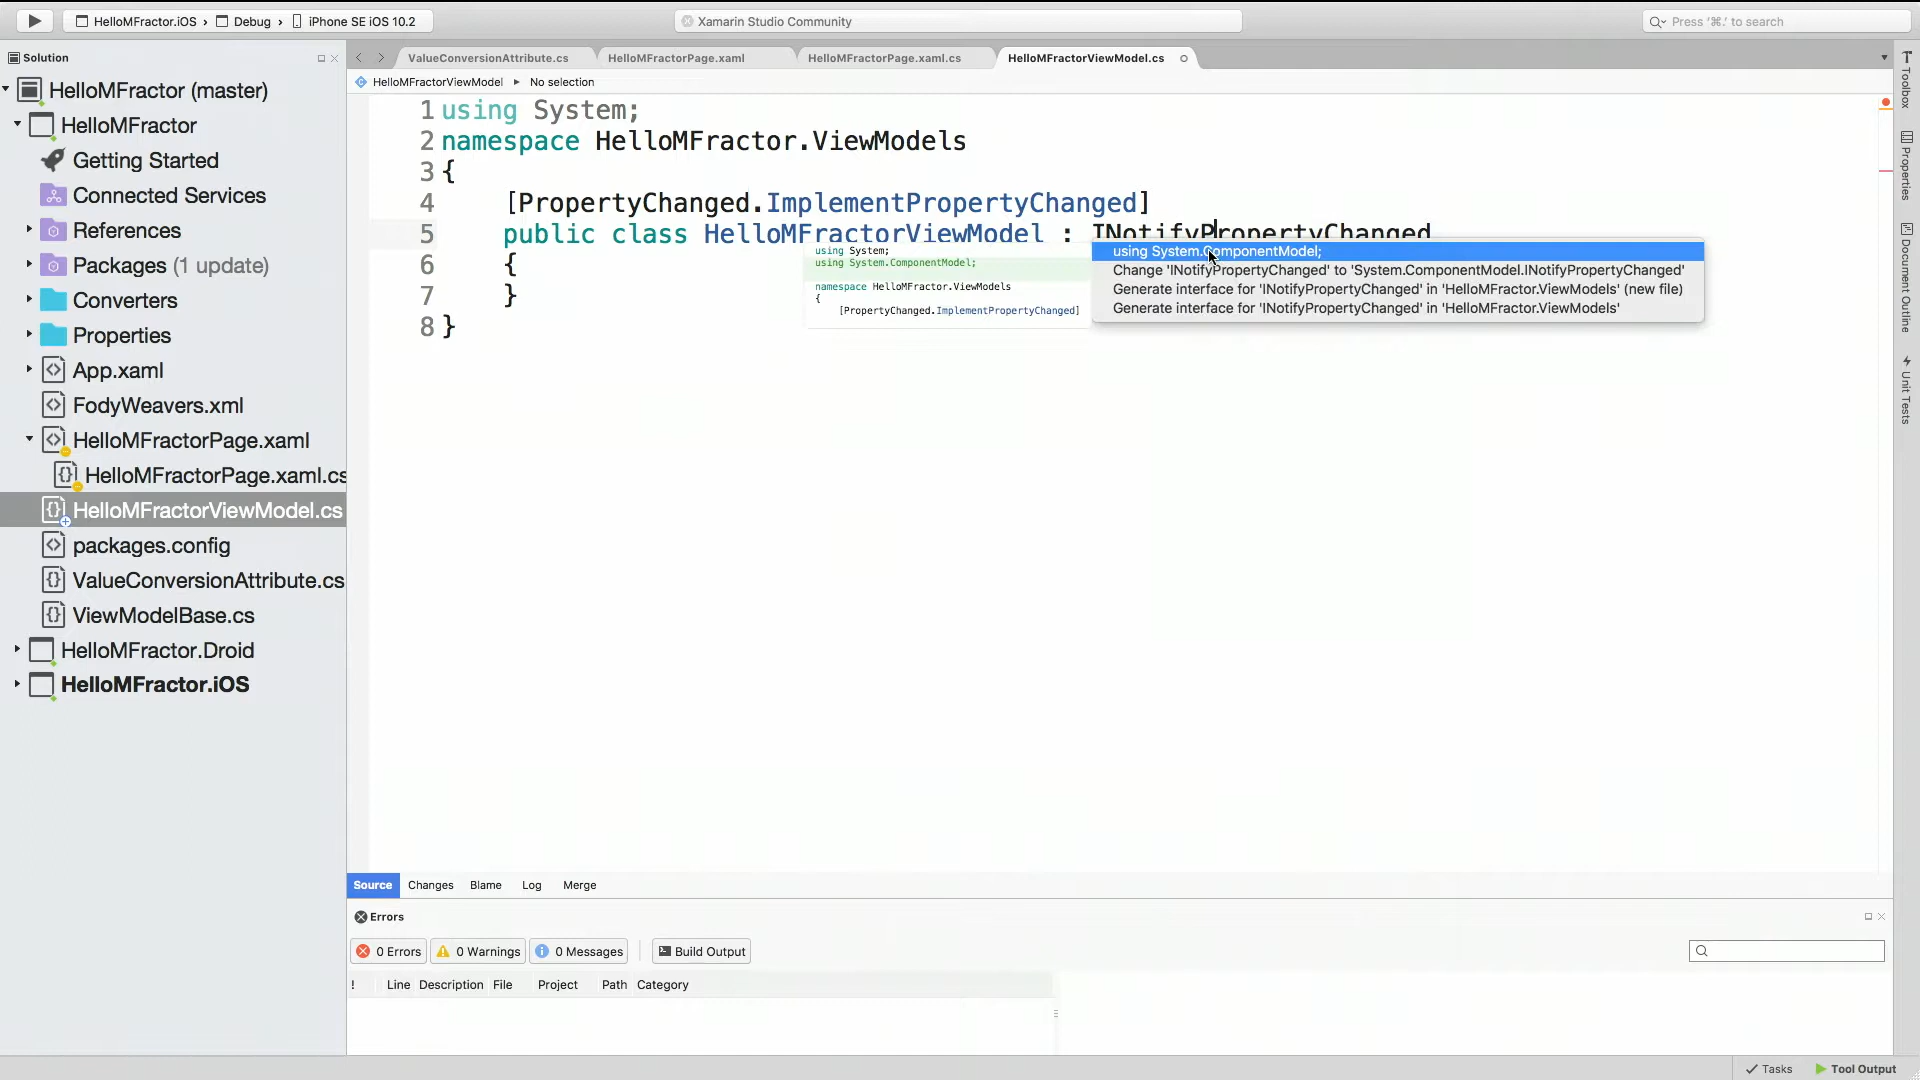 HelloMFractor.iOS › Debug › iPhone SE iOS 10.2
Xamarin Studio Community
Press '⌘.' to search
Solution
ValueConversionAttribute.cs
HelloMFractorPage.xaml
HelloMFractorPage.xaml.cs
HelloMFractorViewModel.cs
HelloMFractorViewModel ▸ No selection
HelloMFractor (master)
HelloMFractor
Getting Started
Connected Services
References
Packages (1 update)
Converters
Properties
App.xaml
FodyWeavers.xml
HelloMFractorPage.xaml
HelloMFractorPage.xaml.cs
HelloMFractorViewModel.cs
packages.config
ValueConversionAttribute.cs
ViewModelBase.cs
HelloMFractor.Droid
HelloMFractor.iOS
1 using System;
2 namespace HelloMFractor.ViewModels
3 {
4 [PropertyChanged.ImplementPropertyChanged]
5 public class HelloMFractorViewModel : INotifyPropertyChanged
6 {
7 }
8 }
using System;
using System.ComponentModel;
namespace HelloMFractor.ViewModels
{
[PropertyChanged.ImplementPropertyChanged]
using System.ComponentModel;
Change 'INotifyPropertyChanged' to 'System.ComponentModel.INotifyPropertyChanged'
Generate interface for 'INotifyPropertyChanged' in 'HelloMFractor.ViewModels' (new file)
Generate interface for 'INotifyPropertyChanged' in 'HelloMFractor.ViewModels'
Toolbox
Properties
Document Outline
Unit Tests
Source Changes Blame Log Merge
Errors
0 Errors 0 Warnings 0 Messages Build Output
! Line Description File Project Path Category
Tasks Tool Output